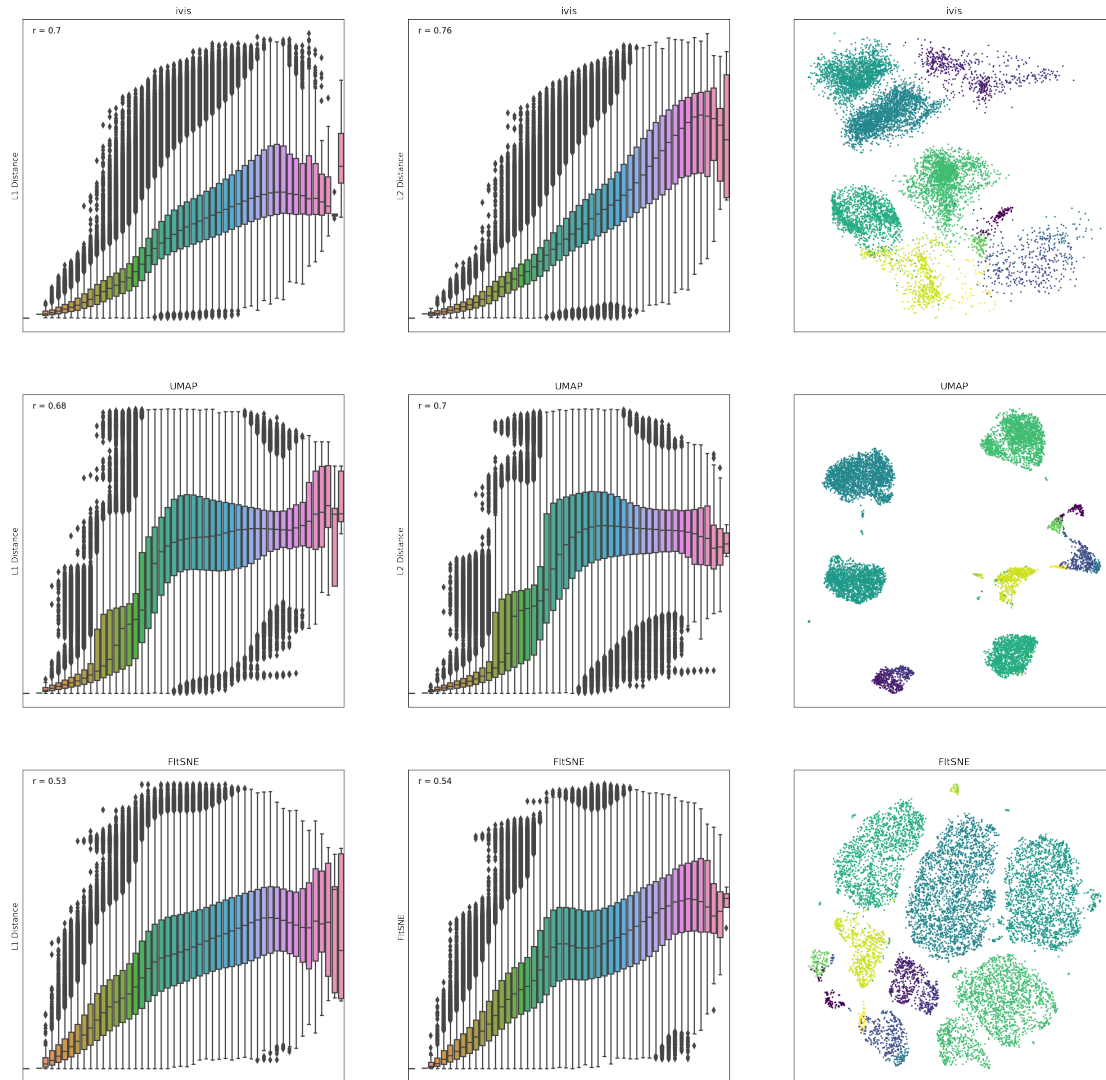 ivis
ivis
ivis
r = 0.7
r = 0.76
L1 Distance
L2 Distance
UMAP
UMAP
UMAP
r = 0.68
r = 0.7
L1 Distance
L2 Distance
FItSNE
FItSNE
FItSNE
r = 0.53
r = 0.54
L1 Distance
FItSNE